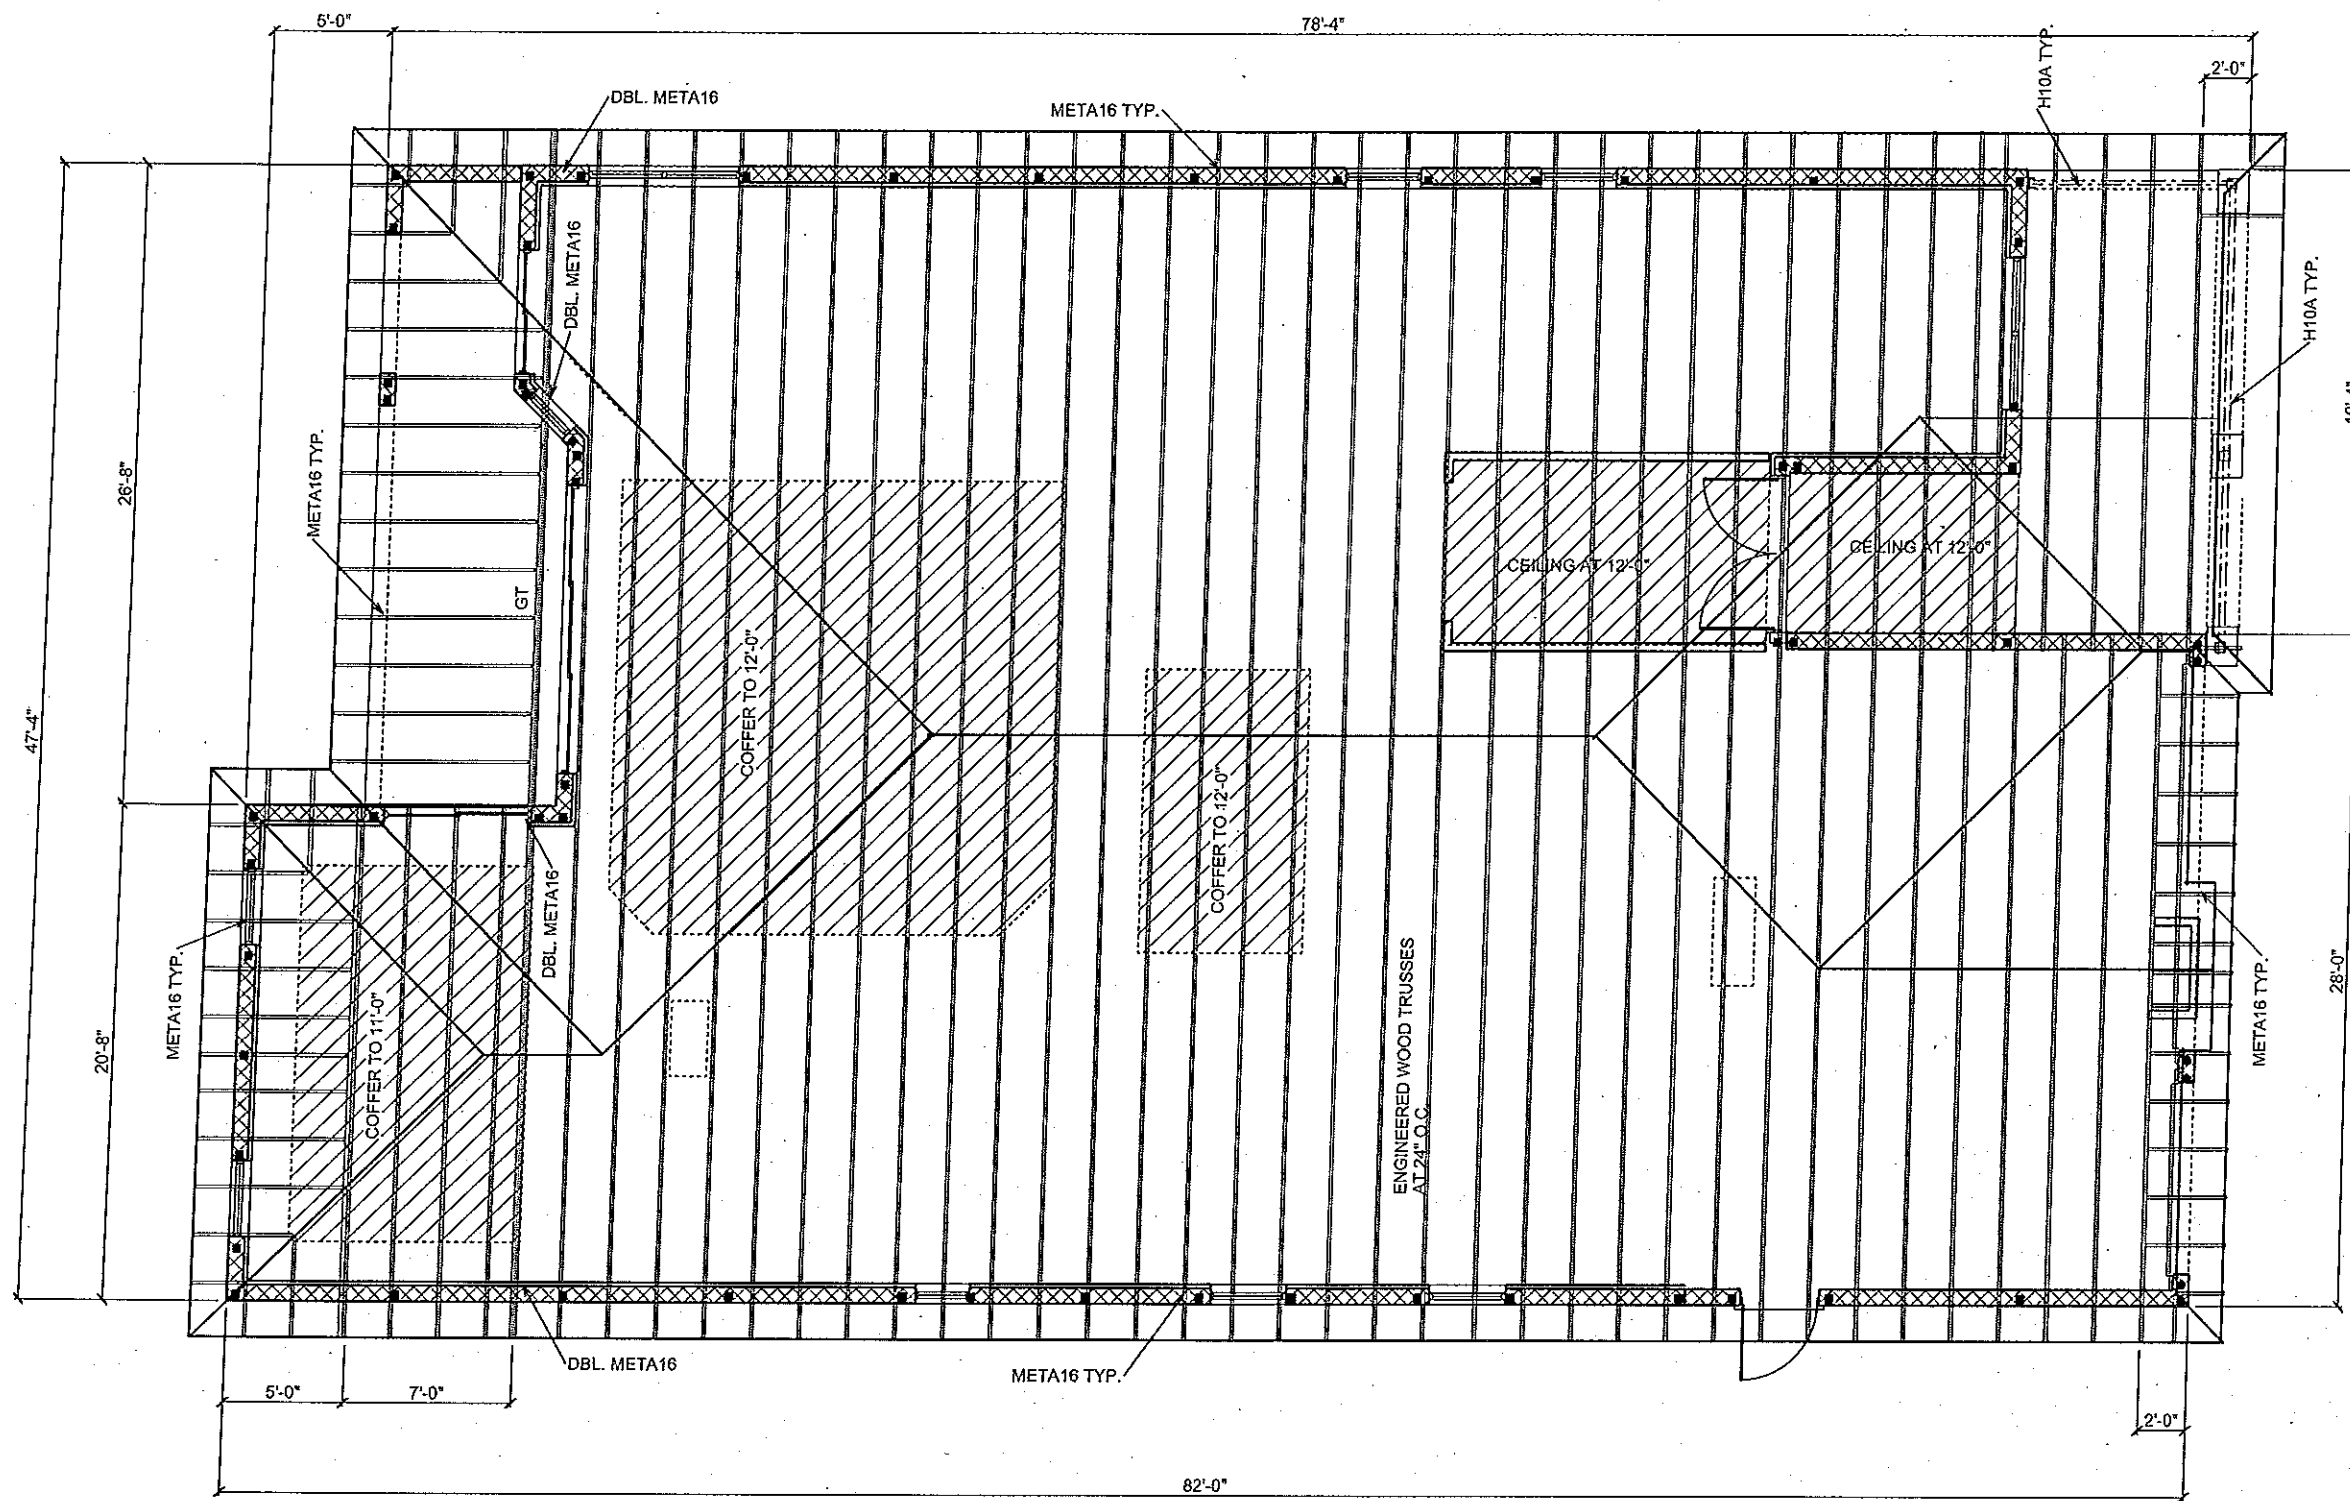 5'-0"
78'-4"
2'-0"
H10A TYP.
DBL. META16
META16 TYP.
DBL. META16
H10A TYP.
META16 TYP.
26'-8"
47'-4"
GT
CEILING AT 12'-0"
CEILING AT 12'-0"
COFFER TO 12'-0"
COFFER TO 12'-0"
DBL. META16
META16 TYP.
20'-8"
COFFER TO 11'-0"
ENGINEERED WOOD TRUSSES
AT 24" O.C.
META16 TYP.
28'-0"
DBL. META16
META16 TYP.
5'-0"
7'-0"
2'-0"
82'-0"